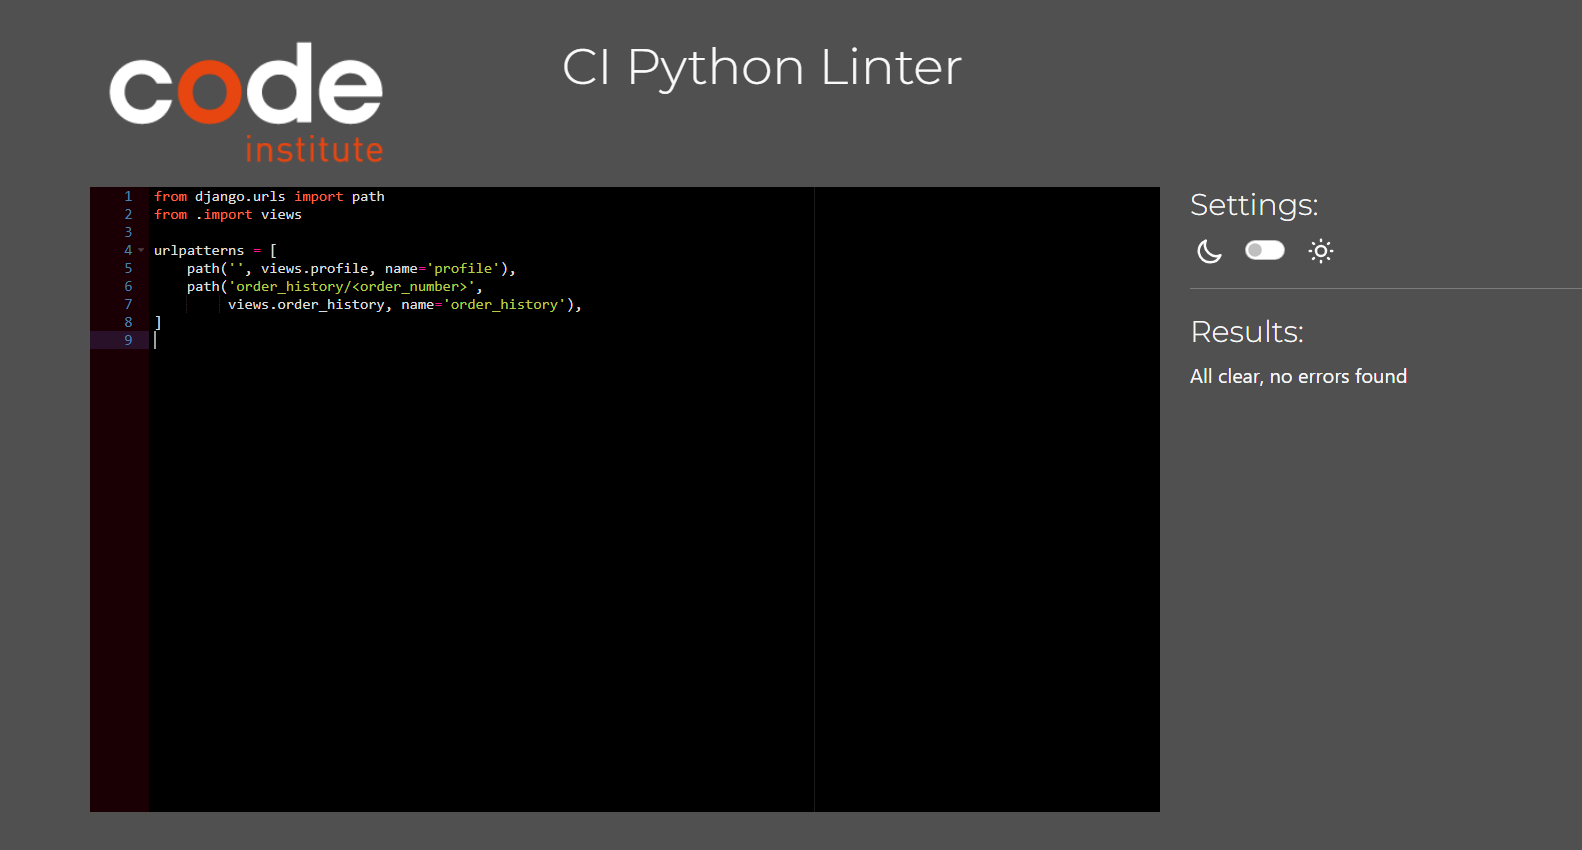 code
institute
CI Python Linter
1 from django.urls import path
2 from .import views
3
4 urlpatterns = [
5     path('', views.profile, name='profile'),
6     path('order_history/<order_number>',
7          views.order_history, name='order_history'),
8 ]
9
Settings:
Results:
All clear, no errors found